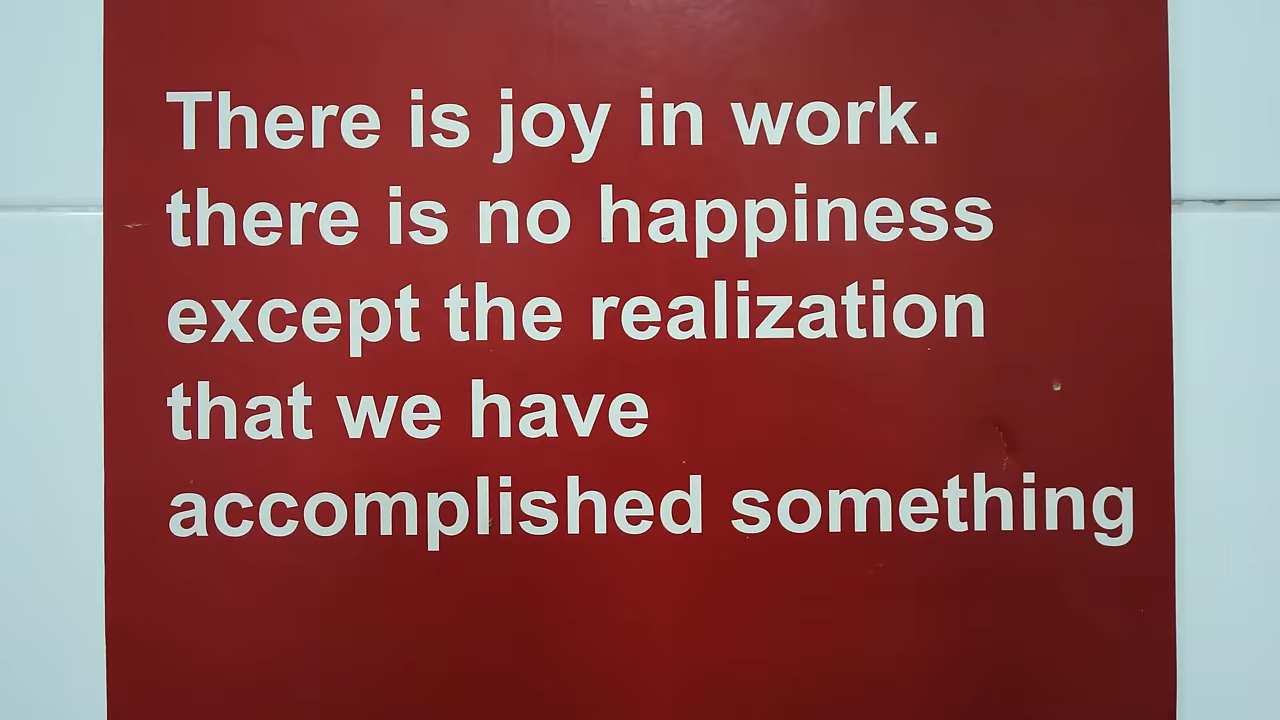 There is joy in work.
there is no happiness
except the realization
that we have
accomplished something